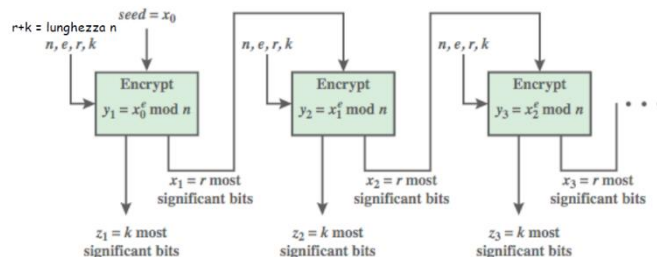 seed = x₀
r+k = lunghezza n
n, e, r, k
n, e, r, k
n, e, r, k
Encrypt
y₁ = x₀ᵉ mod n
Encrypt
y₂ = x₁ᵉ mod n
Encrypt
y₃ = x₂ᵉ mod n
x₁ = r most
significant bits
x₂ = r most
significant bits
x₃ = r most
significant bits
z₁ = k most
significant bits
z₂ = k most
significant bits
z₃ = k most
significant bits